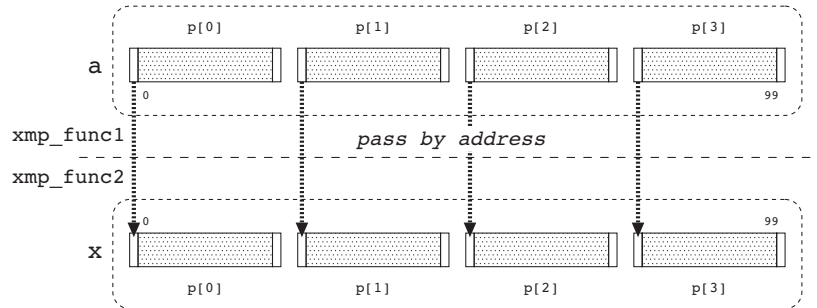 p[0] p[1] p[2] p[3]
a
0 99
xmp_func1
pass by address
xmp_func2
0 99
x
p[0] p[1] p[2] p[3]